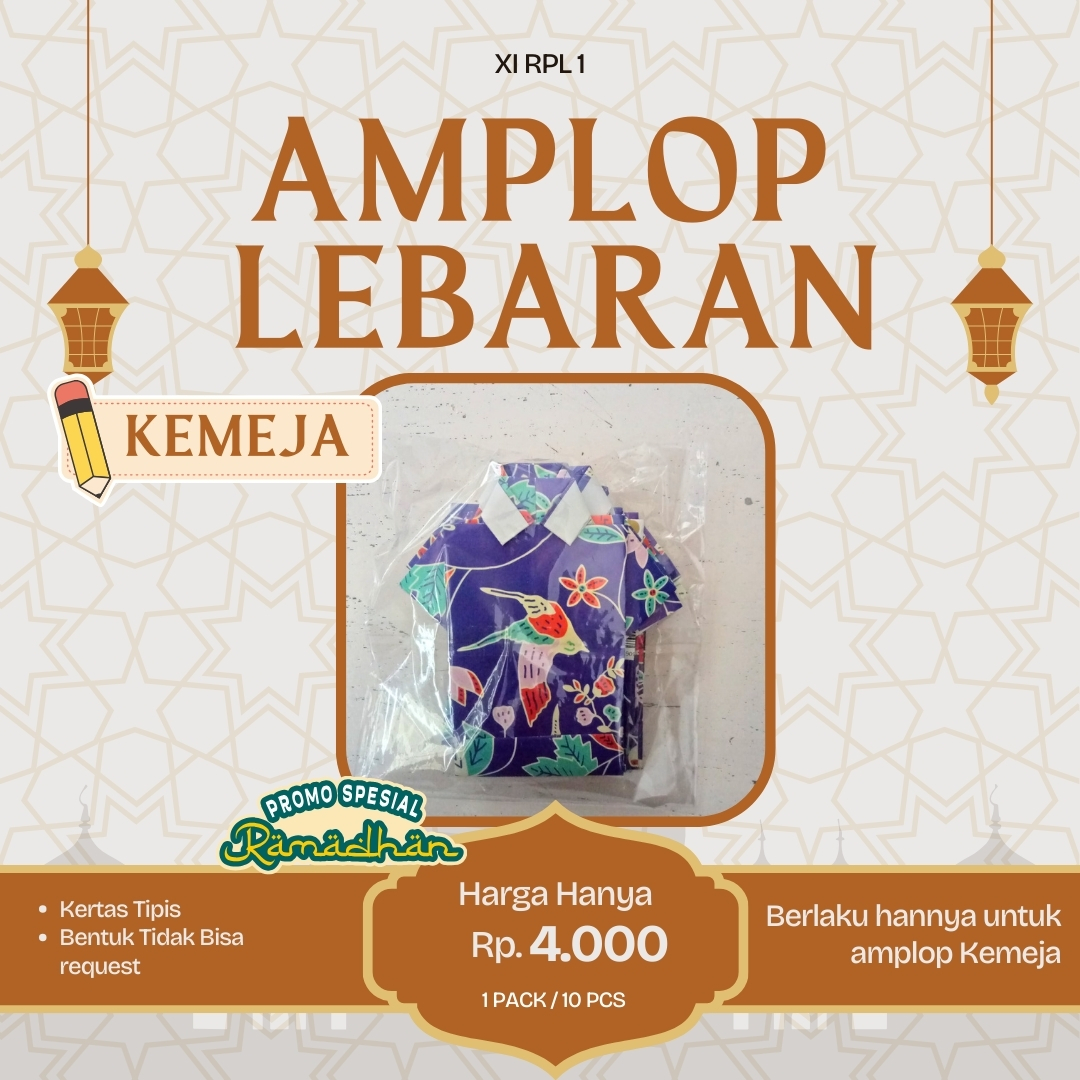 XI RPL 1
AMPLOP
LEBARAN
KEMEJA
PROMO SPESIAL
Ramadhan
• Kertas Tipis
• Bentuk Tidak Bisa
request
Harga Hanya
Rp. 4.000
1 PACK / 10 PCS
Berlaku hannya untuk
amplop Kemeja